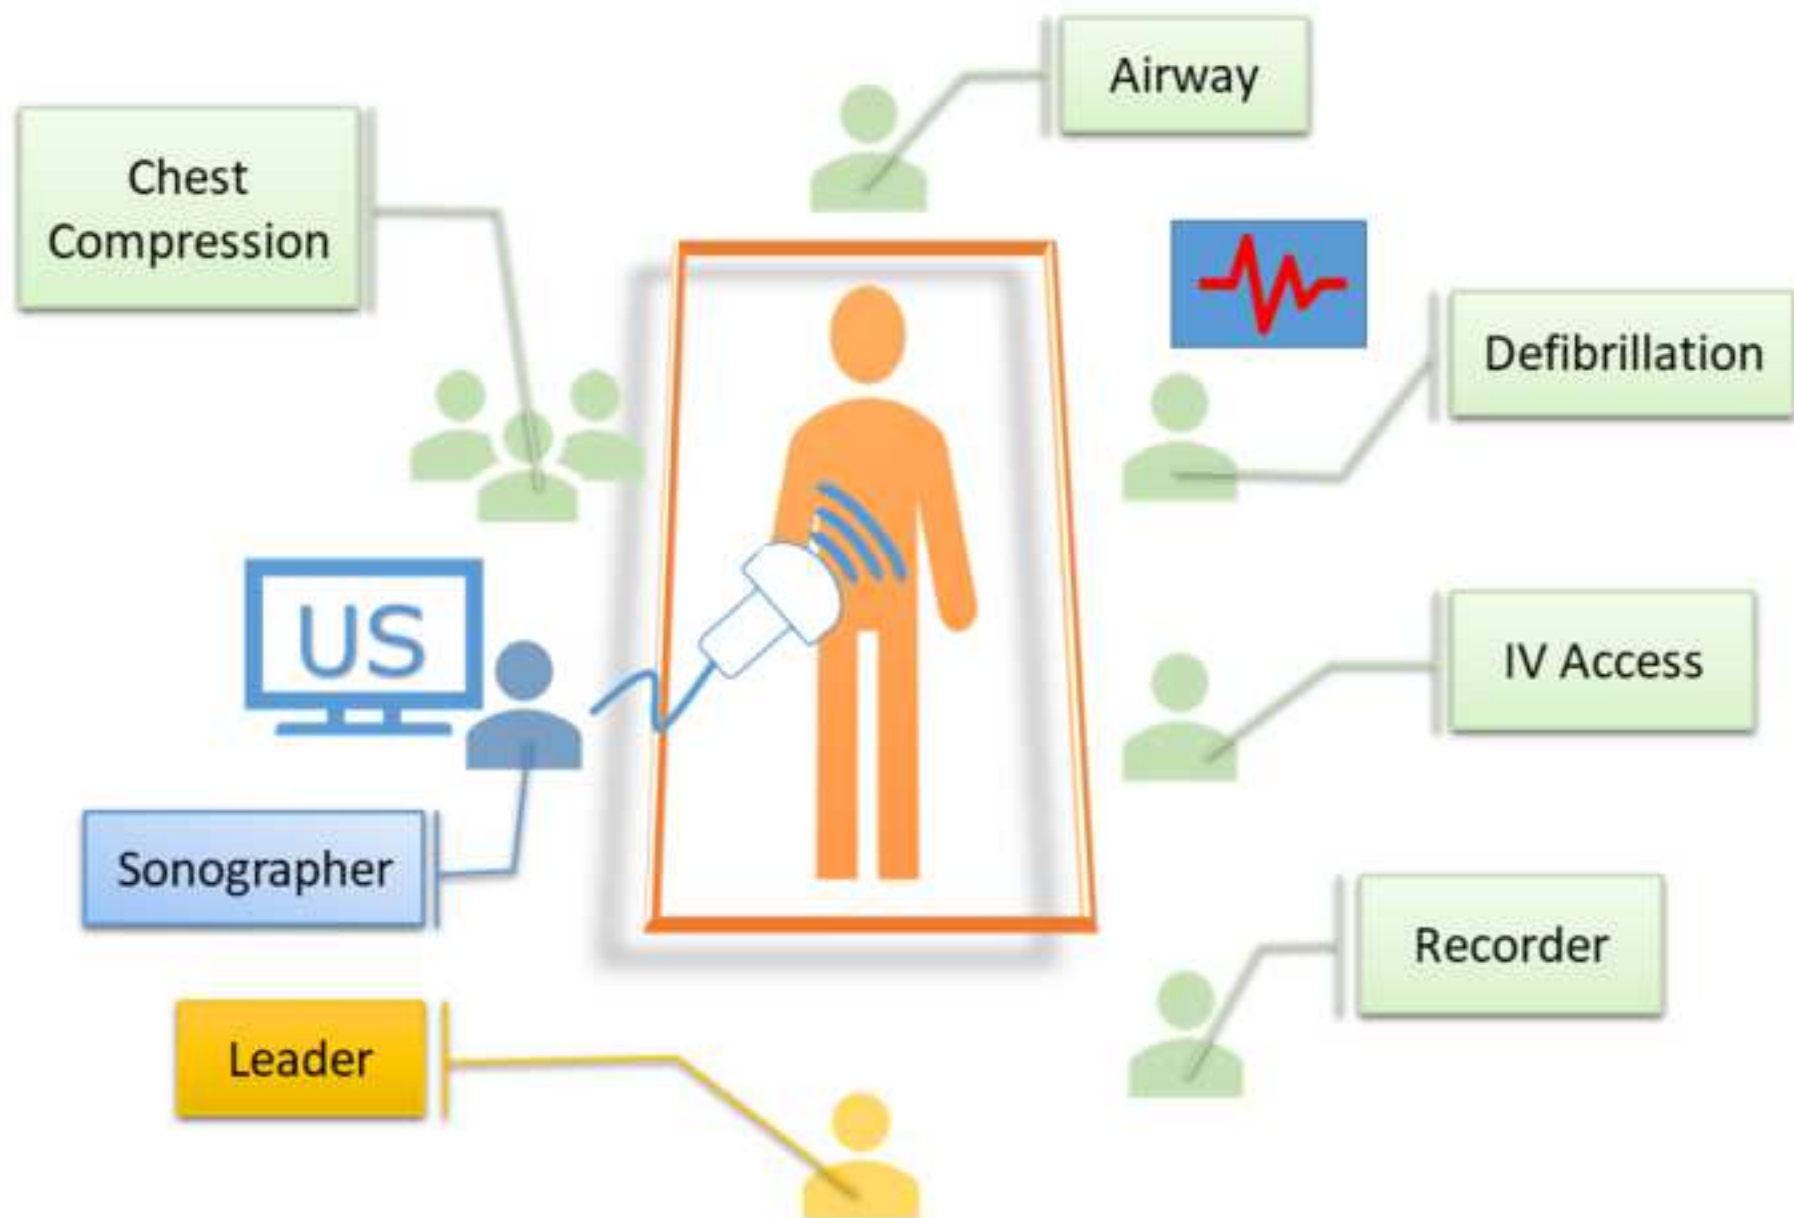 Airway
Chest
Compression
Defibrillation
US
IV Access
Sonographer
Recorder
Leader